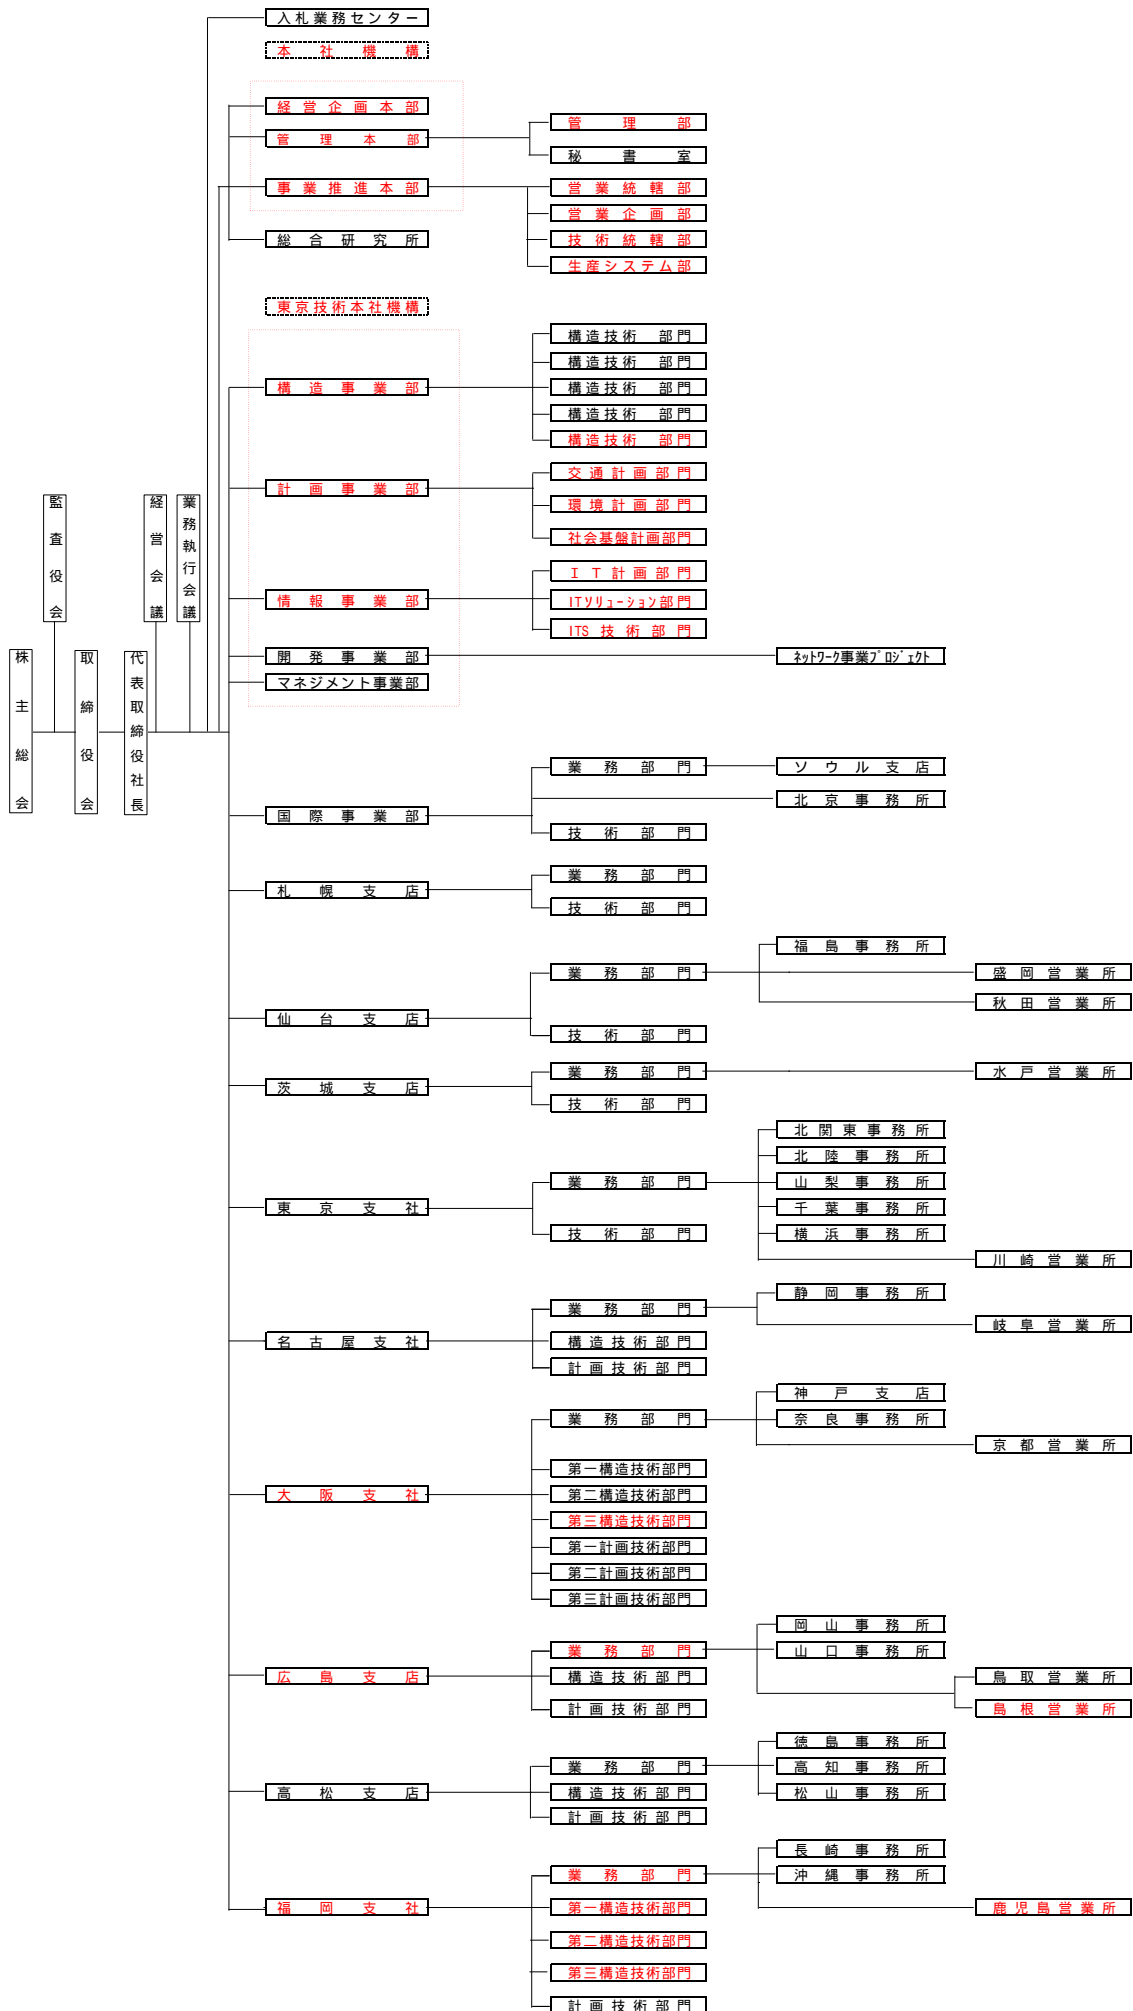 入札業務センター
本社機構
経営企画本部
管理本部
管理部
秘書室
事業推進本部
営業統轄部
営業企画部
技術統轄部
生産システム部
総合研究所
東京技術本社機構
構造事業部
構造技術 部門
構造技術 部門
構造技術 部門
構造技術 部門
構造技術 部門
計画事業部
交通計画部門
環境計画部門
社会基盤計画部門
情報事業部
IT計画部門
ITソリューション部門
ITS技術部門
開発事業部
ネットワーク事業プロジェクト
マネジメント事業部
株主総会
監査役会
取締役会
代表取締役社長
経営会議
業務執行会議
国際事業部
業務部門
ソウル支店
北京事務所
技術部門
札幌支店
業務部門
技術部門
仙台支店
業務部門
福島事務所
盛岡営業所
秋田営業所
技術部門
茨城支店
業務部門
水戸営業所
技術部門
東京支社
業務部門
北関東事務所
北陸事務所
山梨事務所
千葉事務所
横浜事務所
川崎営業所
技術部門
名古屋支社
業務部門
静岡事務所
岐阜営業所
構造技術部門
計画技術部門
大阪支社
業務部門
神戸支店
奈良事務所
京都営業所
第一構造技術部門
第二構造技術部門
第三構造技術部門
第一計画技術部門
第二計画技術部門
第三計画技術部門
広島支店
業務部門
岡山事務所
山口事務所
鳥取営業所
島根営業所
構造技術部門
計画技術部門
高松支店
業務部門
徳島事務所
高知事務所
松山事務所
構造技術部門
計画技術部門
福岡支社
業務部門
長崎事務所
沖縄事務所
鹿児島営業所
第一構造技術部門
第二構造技術部門
第三構造技術部門
計画技術部門